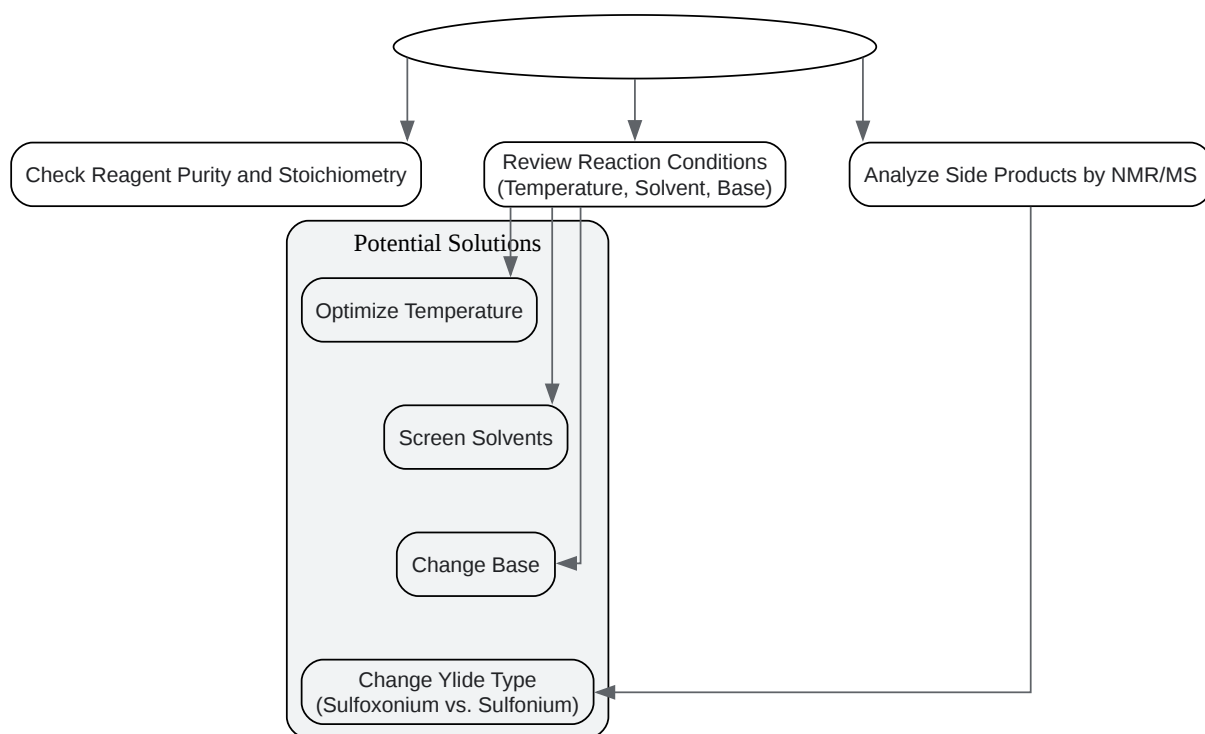 Check Reagent Purity and Stoichiometry
Review Reaction Conditions
(Temperature, Solvent, Base)
Analyze Side Products by NMR/MS
Potential Solutions
Optimize Temperature
Screen Solvents
Change Base
Change Ylide Type
(Sulfoxonium vs. Sulfonium)